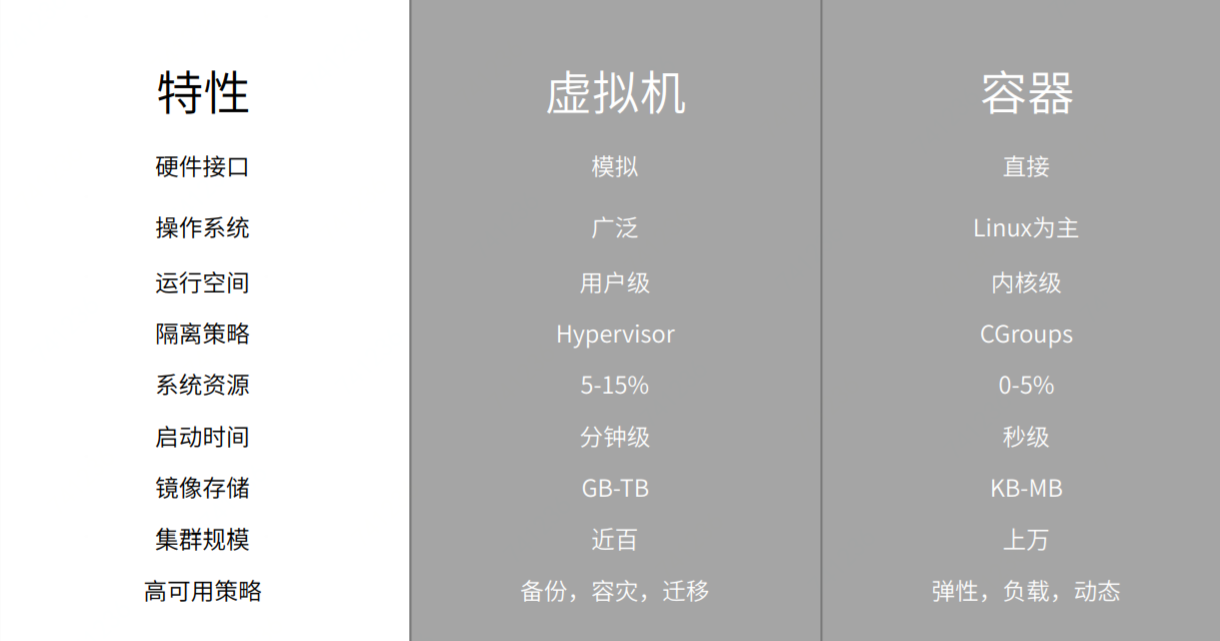 特性 虚拟机 容器
硬件接口 模拟 直接
操作系统 广泛 Linux为主
运行空间 用户级 内核级
隔离策略 Hypervisor CGroups
系统资源 5-15% 0-5%
启动时间 分钟级 秒级
镜像存储 GB-TB KB-MB
集群规模 近百 上万
高可用策略 备份，容灾，迁移 弹性，负载，动态